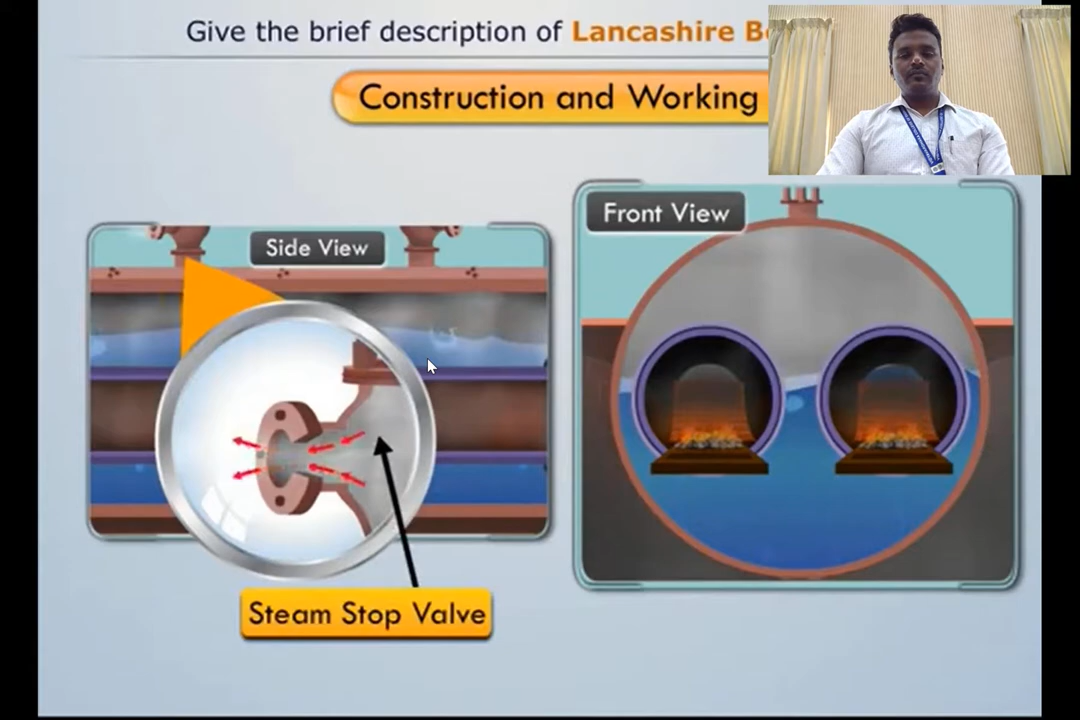 Give the brief description of Lancashire
Construction and Working
Side View
Front View
Steam Stop Valve